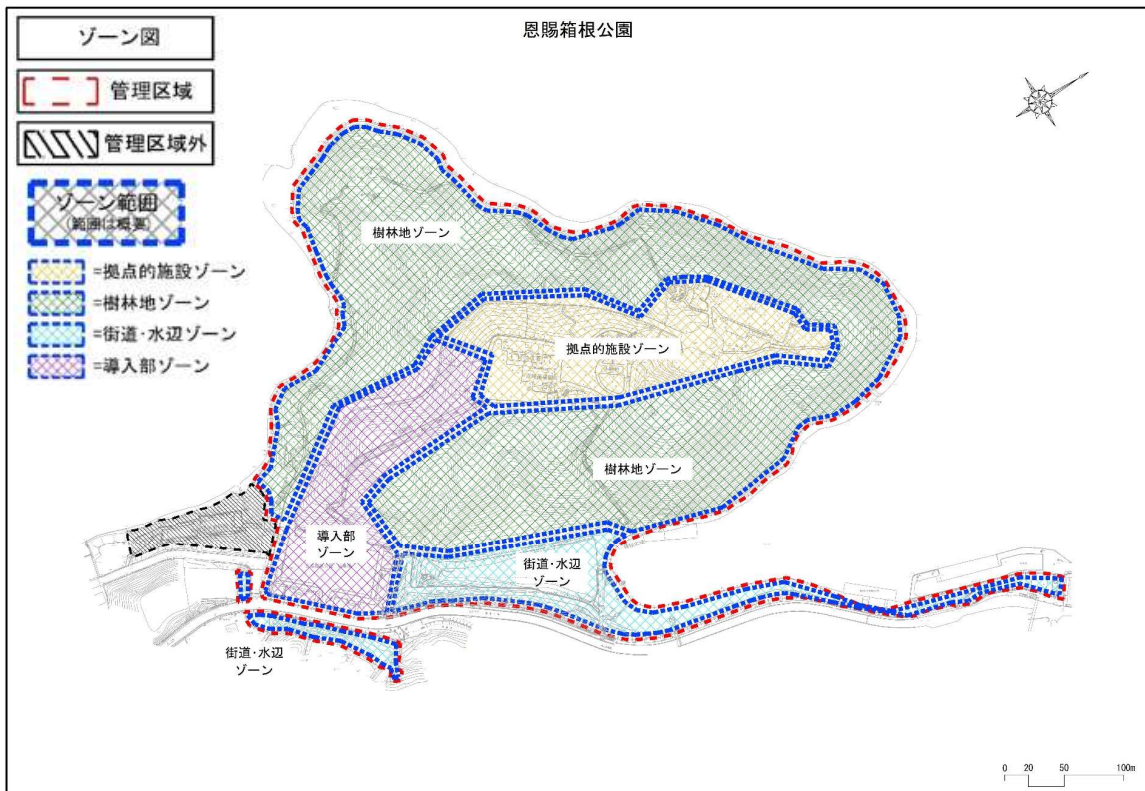 恩賜箱根公園
ゾーン図
管理区域
管理区域外
ゾーン範囲
(範囲は概要)
=拠点的施設ゾーン
=樹林地ゾーン
=街道・水辺ゾーン
=導入部ゾーン
樹林地ゾーン
拠点的施設ゾーン
樹林地ゾーン
導入部
ゾーン
街道・水辺
ゾーン
街道・水辺
ゾーン
0 20 50 100m